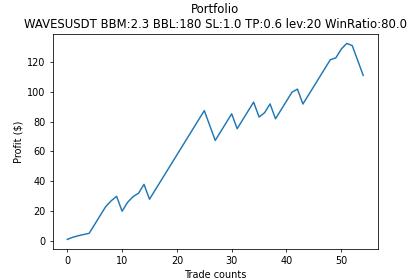 Portfolio
WAVESUSDT BBM:2.3 BBL:180 SL:1.0 TP:0.6 lev:20 WinRatio:80.0
Profit ($)
120
100
80
60
40
20
0
0 10 20 30 40 50
Trade counts